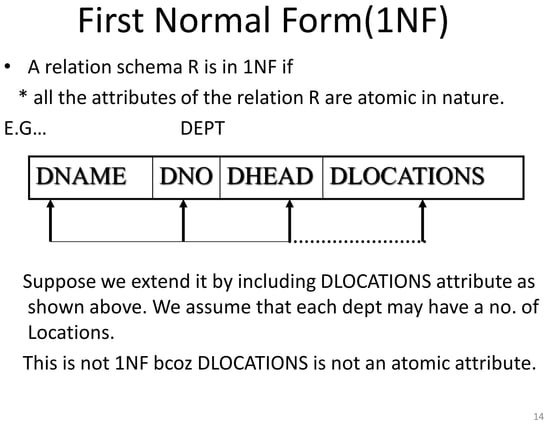 First Normal Form(1NF)
• A relation schema R is in 1NF if
* all the attributes of the relation R are atomic in nature.
E.G... DEPT
DNAME DNO DHEAD DLOCATIONS
Suppose we extend it by including DLOCATIONS attribute as
shown above. We assume that each dept may have a no. of
Locations.
This is not 1NF bcoz DLOCATIONS is not an atomic attribute.
14